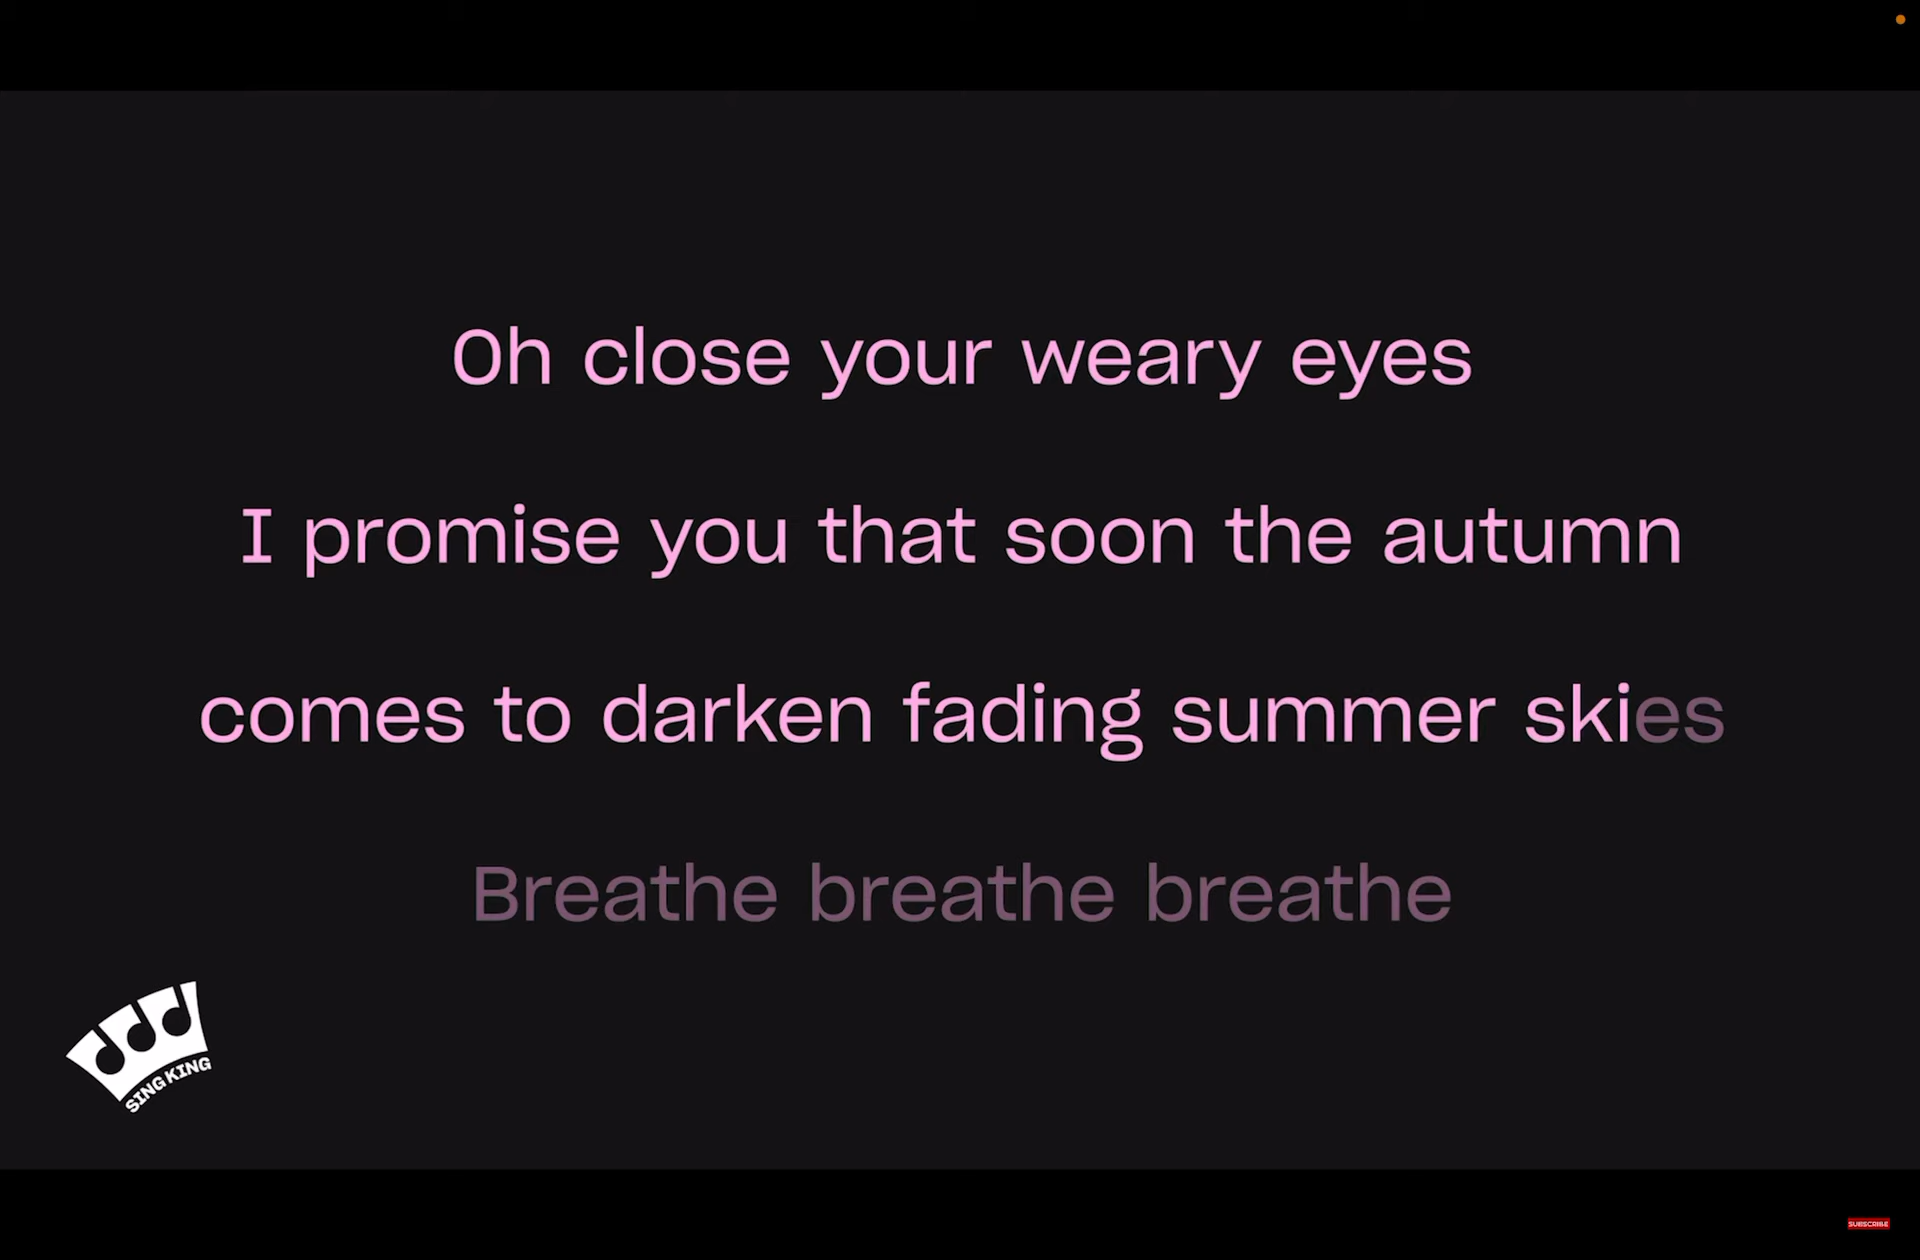 Oh close your weary eyes
I promise you that soon the autumn
comes to darken fading summer skies
Breathe breathe breathe
SING KING
SUBSCRIBE